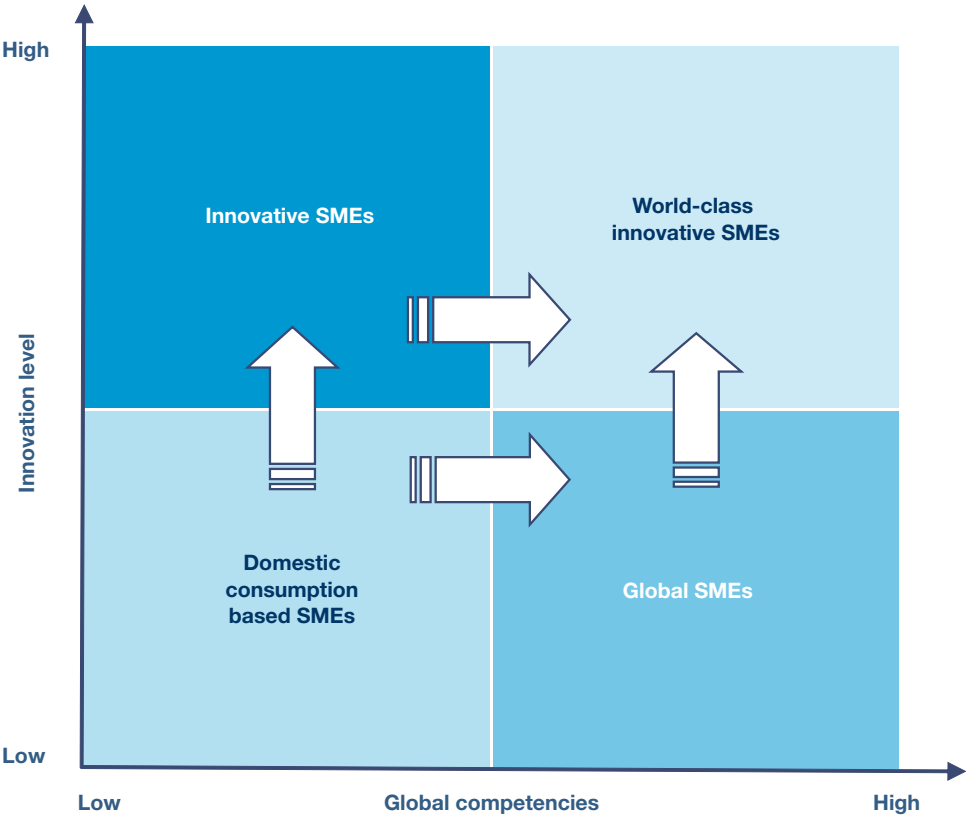 High
Innovative SMEs
World-class
innovative SMEs
Innovation level
Domestic
consumption
based SMEs
Global SMEs
Low
Low
Global competencies
High